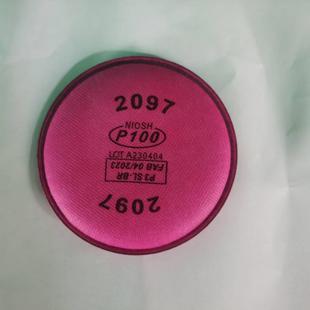 2097
NIOSH
P100
LOT A230404
P3 SL-BR
FAB 04/2023
2097